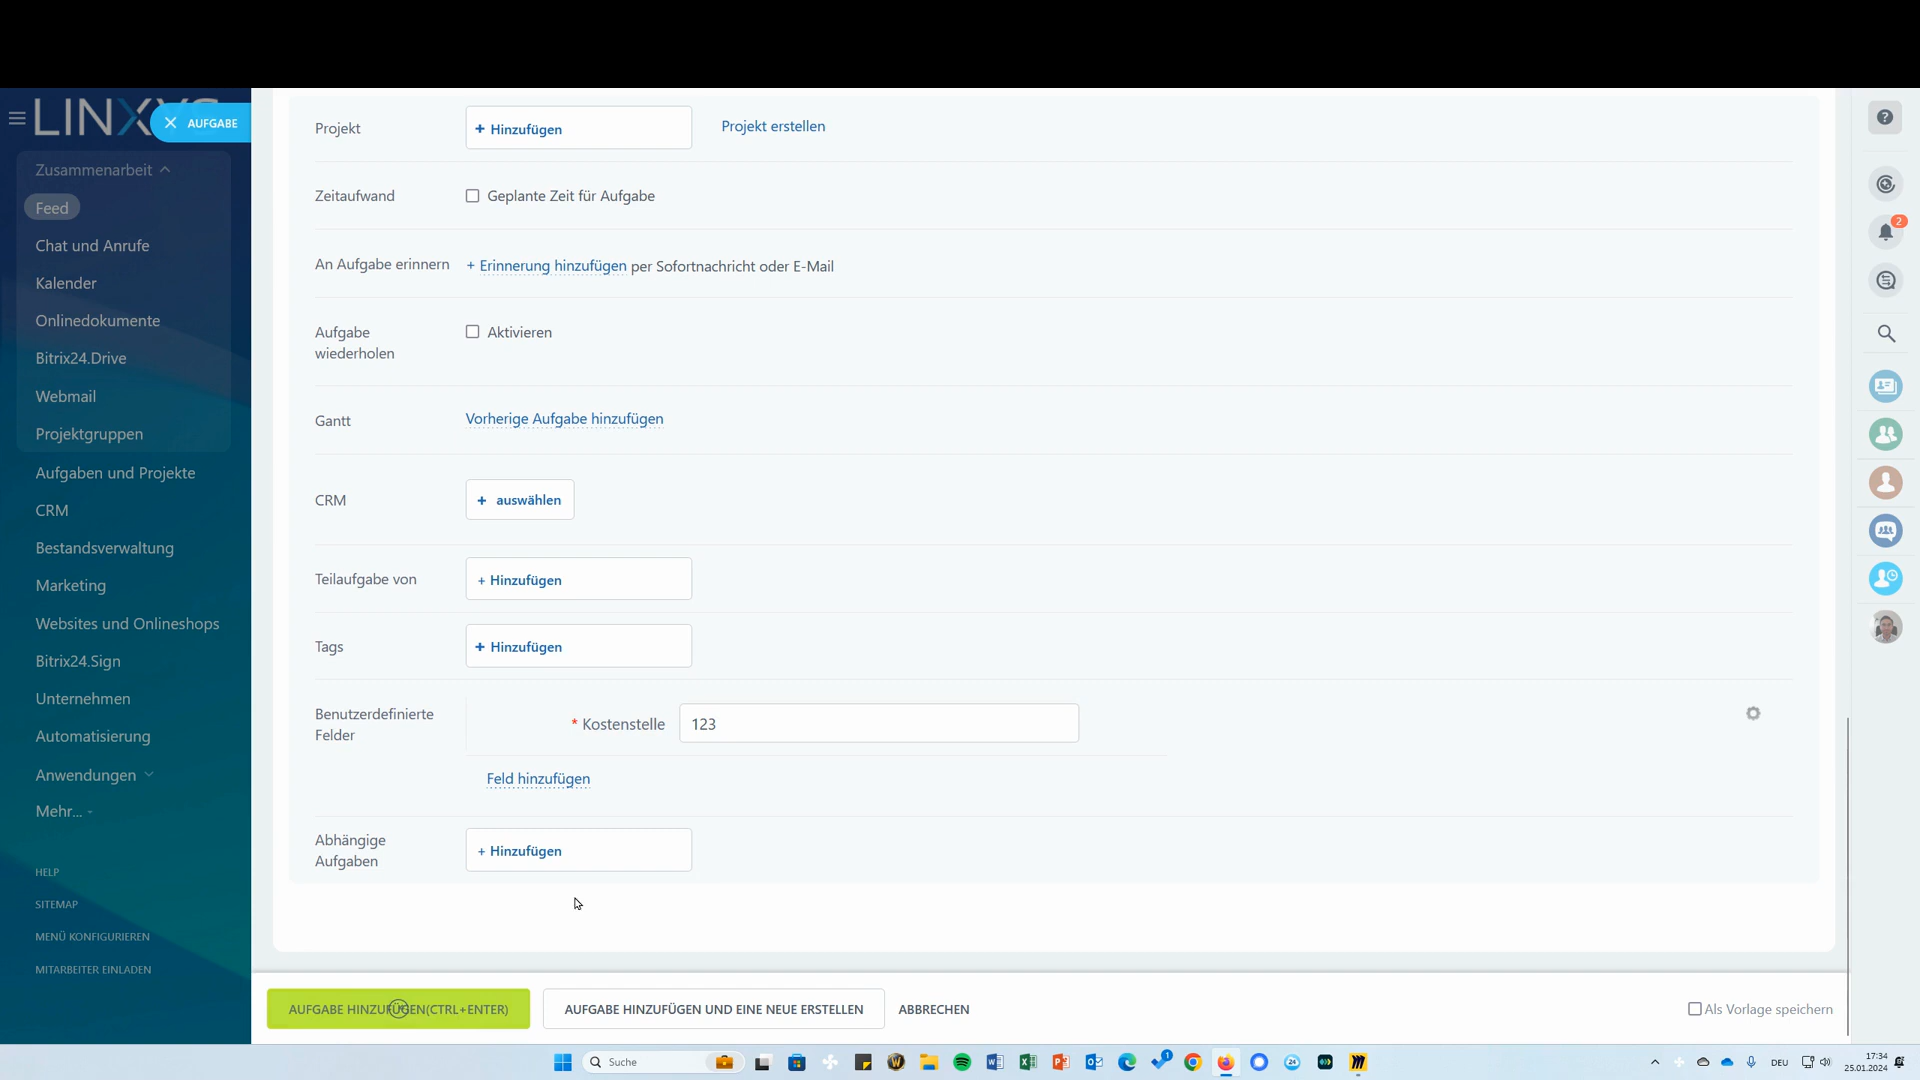 AUFGABE
Zusammenarbeit
Feed
Chat und Anrufe
Kalender
Onlinedokumente
Bitrix24.Drive
Webmail
Projektgruppen
Aufgaben und Projekte
CRM
Bestandsverwaltung
Marketing
Websites und Onlineshops
Bitrix24.Sign
Unternehmen
Automatisierung
Anwendungen
Mehr... -
HELP
SITEMAP
MENÜ KONFIGURIEREN
MITARBEITER EINLADEN
Projekt + Hinzufügen Projekt erstellen
Zeitaufwand Geplante Zeit für Aufgabe
An Aufgabe erinnern + Erinnerung hinzufügen per Sofortnachricht oder E-Mail
Aufgabe wiederholen Aktivieren
Gantt Vorherige Aufgabe hinzufügen
CRM + auswählen
Teilaufgabe von + Hinzufügen
Tags + Hinzufügen
Benutzerdefinierte Felder * Kostenstelle 123
Feld hinzufügen
Abhängige Aufgaben + Hinzufügen
AUFGABE HINZUFÜGEN(CTRL+ENTER) AUFGABE HINZUFÜGEN UND EINE NEUE ERSTELLEN ABBRECHEN Als Vorlage speichern
?
2
24
Suche
1
DEU
17:34
25.01.2024